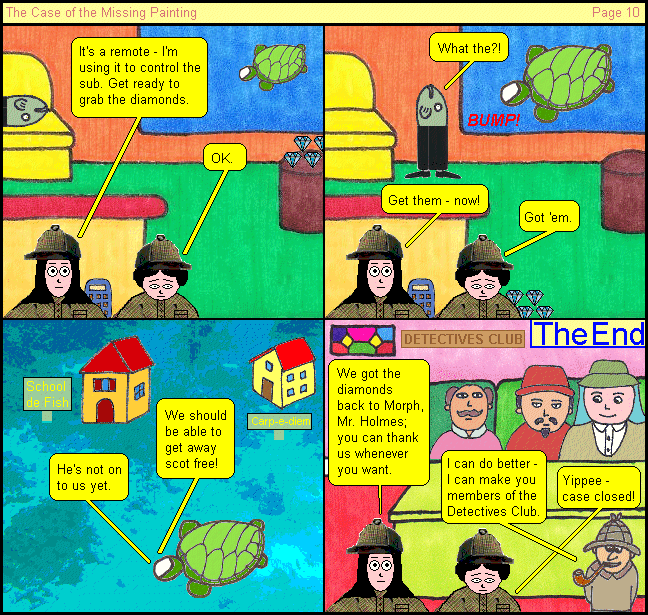 The Case of the Missing Painting
Page 10
It's a remote - I'm
using it to control the
sub. Get ready to
grab the diamonds.
OK.
What the?!
BUMP!
Get them - now!
Got 'em.
School
de Fish
Carp-e-diem
We should
be able to
get away
scot free!
He's not on
to us yet.
DETECTIVES CLUB
The End
We got the
diamonds
back to Morph,
Mr. Holmes;
you can thank
us whenever
you want.
I can do better -
I can make you
members of the
Detectives Club.
Yippee -
case closed!